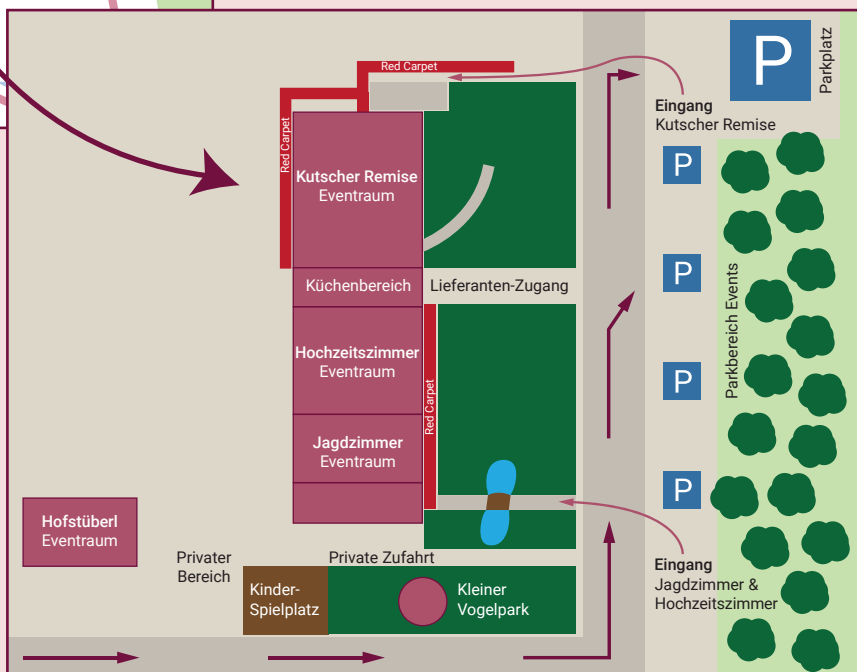 Red Carpet
P
Parkplatz
Eingang
Kutscher Remise
Red Carpet
Kutscher Remise
Eventraum
P
Küchenbereich
Lieferanten-Zugang
P
Parkbereich Events
Hochzeitszimmer
Eventraum
Red Carpet
P
Jagdzimmer
Eventraum
P
Hofstüberl
Eventraum
Privater
Bereich
Private Zufahrt
Eingang
Jagdzimmer &
Hochzeitszimmer
Kinder-
Spielplatz
Kleiner
Vogelpark